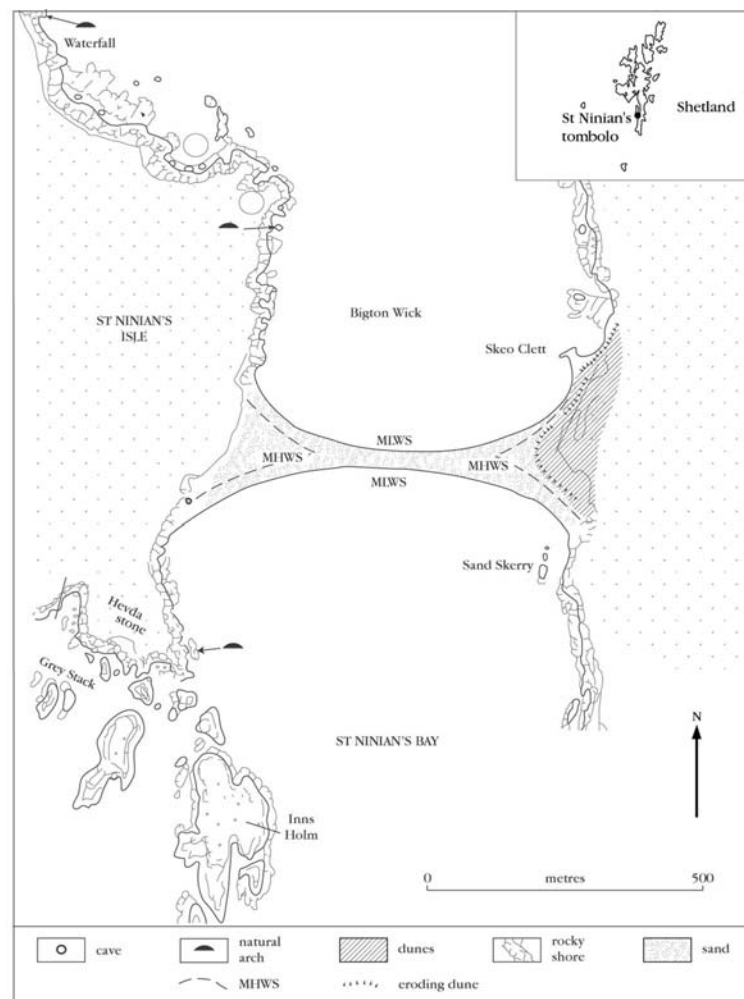 Waterfall
St Ninian's
tombolo
Shetland
ST NINIAN'S
ISLE
Bigton Wick
Skeo Clett
MLWS
MHWS
MHWS
MLWS
Sand Skerry
Hevda
stone
Grey Stack
N
ST NINIAN'S BAY
Inns
Holm
0
metres
500
cave
natural
arch
dunes
rocky
shore
sand
MHWS
eroding dune